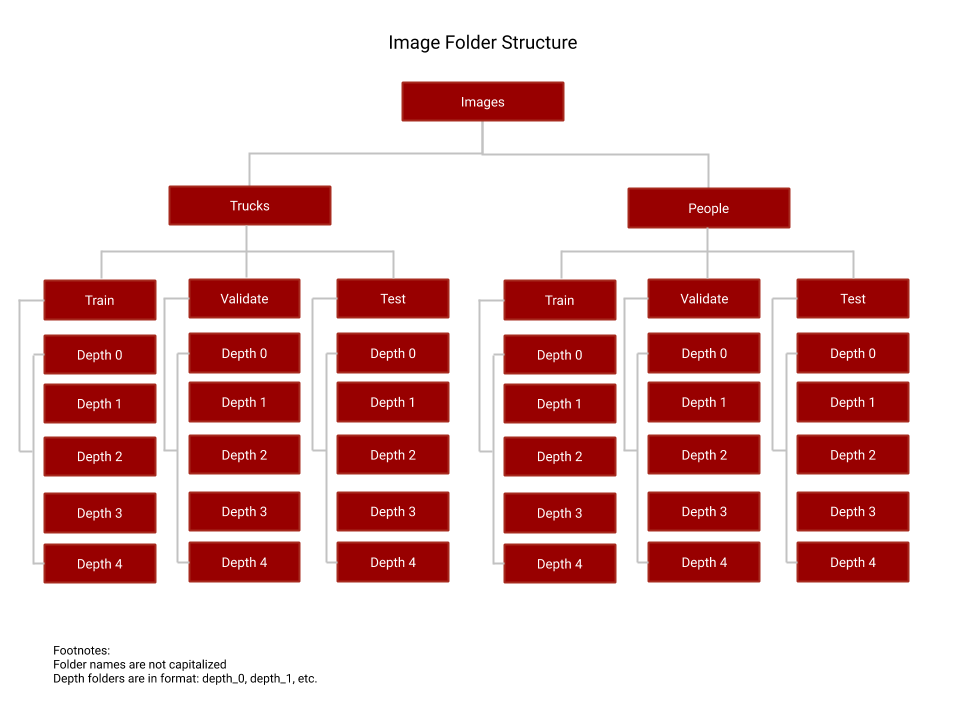 Image Folder Structure
Images
Trucks
People
Train
Validate
Test
Train
Validate
Test
Depth 0
Depth 0
Depth 0
Depth 0
Depth 0
Depth 0
Depth 1
Depth 1
Depth 1
Depth 1
Depth 1
Depth 1
Depth 2
Depth 2
Depth 2
Depth 2
Depth 2
Depth 2
Depth 3
Depth 3
Depth 3
Depth 3
Depth 3
Depth 3
Depth 4
Depth 4
Depth 4
Depth 4
Depth 4
Depth 4
Footnotes:
Folder names are not capitalized
Depth folders are in format: depth_0, depth_1, etc.